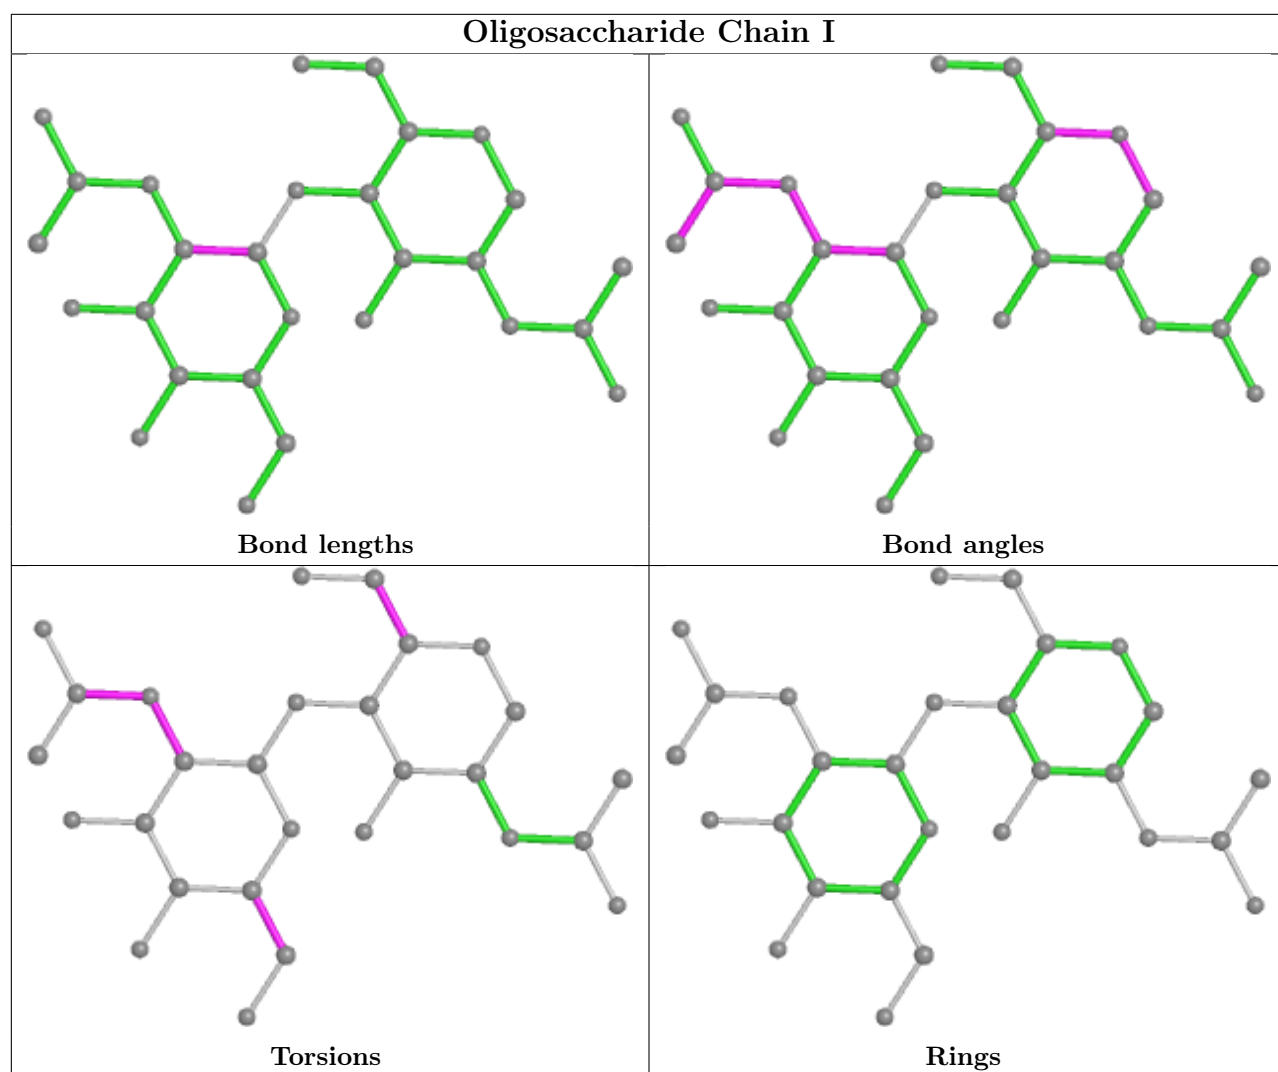 Oligosaccharide Chain I
Bond lengths
Bond angles
Torsions
Rings